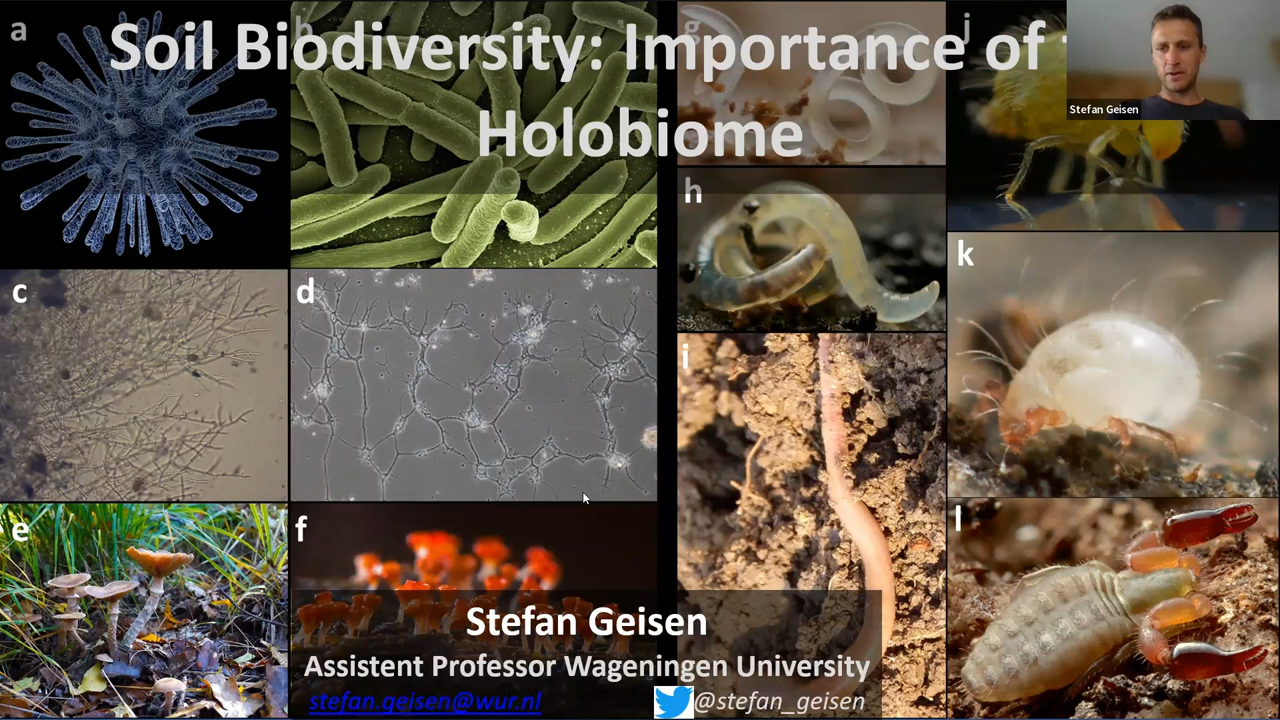 a
b
g
j
Soil Biodiversity: Importance of
Holobiome
Stefan Geisen
h
c
d
i
k
e
f
l
Stefan Geisen
Assistent Professor Wageningen University
stefan.geisen@wur.nl
@stefan_geisen